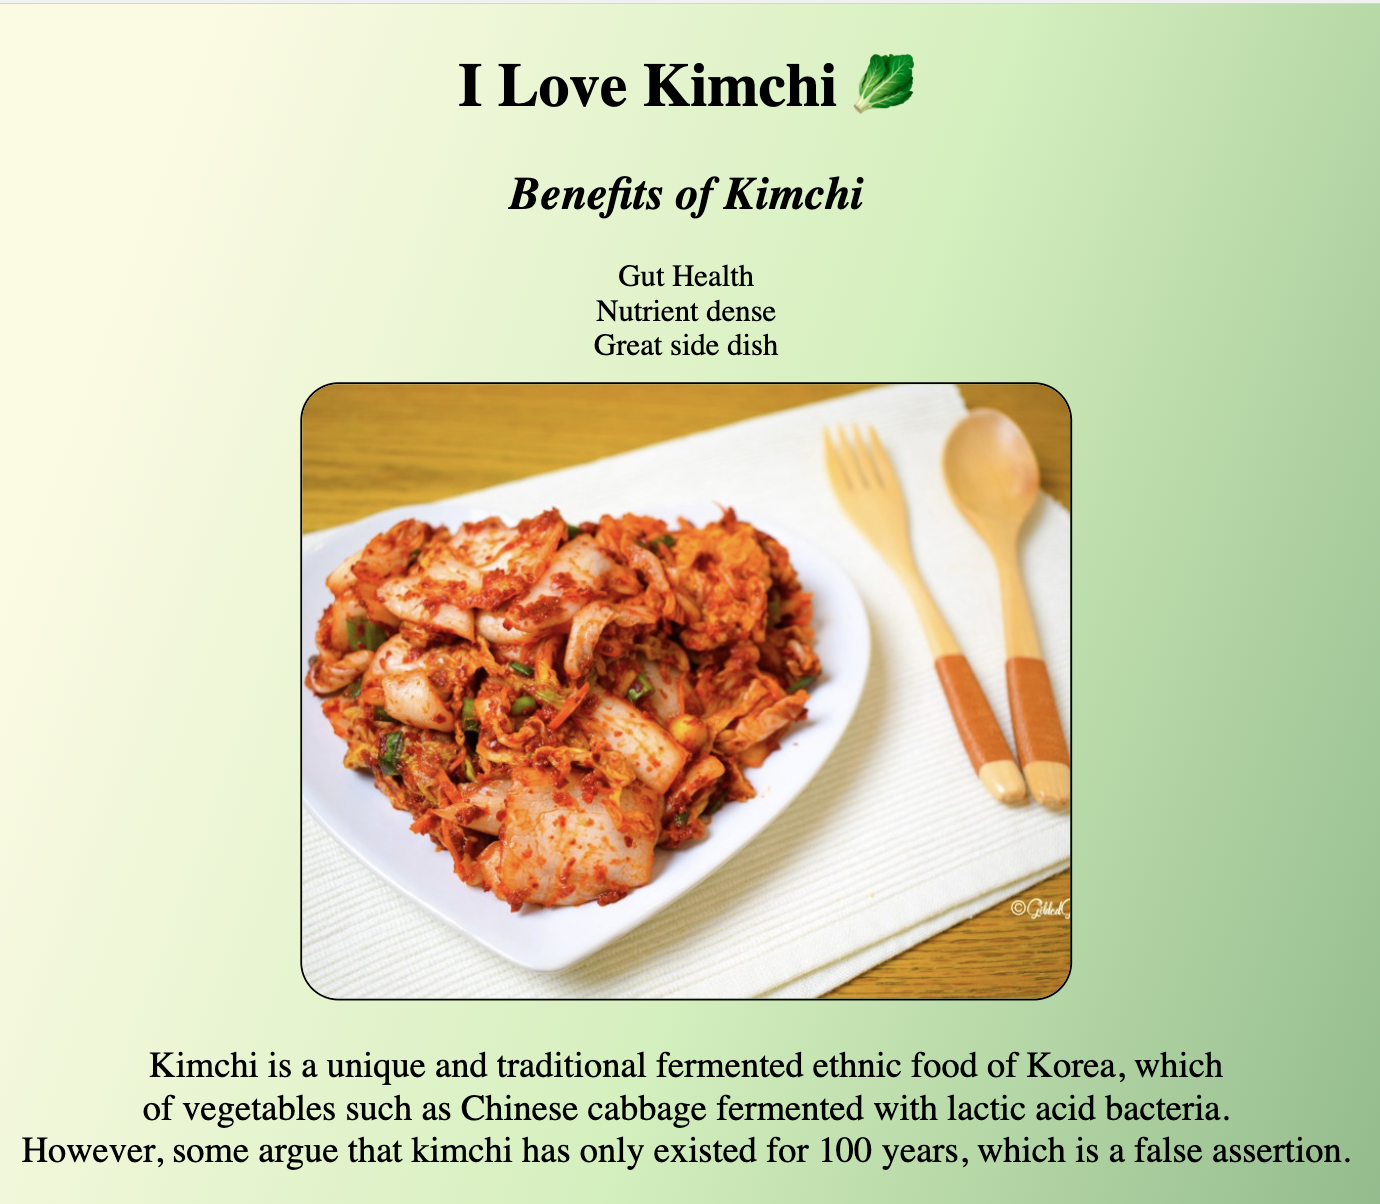 I Love Kimchi 🥬
Benefits of Kimchi
Gut Health
Nutrient dense
Great side dish
Kimchi is a unique and traditional fermented ethnic food of Korea, which
of vegetables such as Chinese cabbage fermented with lactic acid bacteria.
However, some argue that kimchi has only existed for 100 years, which is a false assertion.